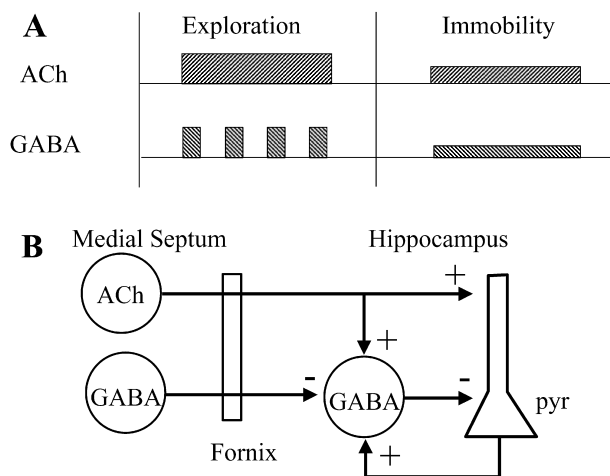 A
Exploration
Immobility
ACh
GABA
B
Medial Septum
Hippocampus
ACh
+
+
GABA
-
GABA
-
pyr
Fornix
+